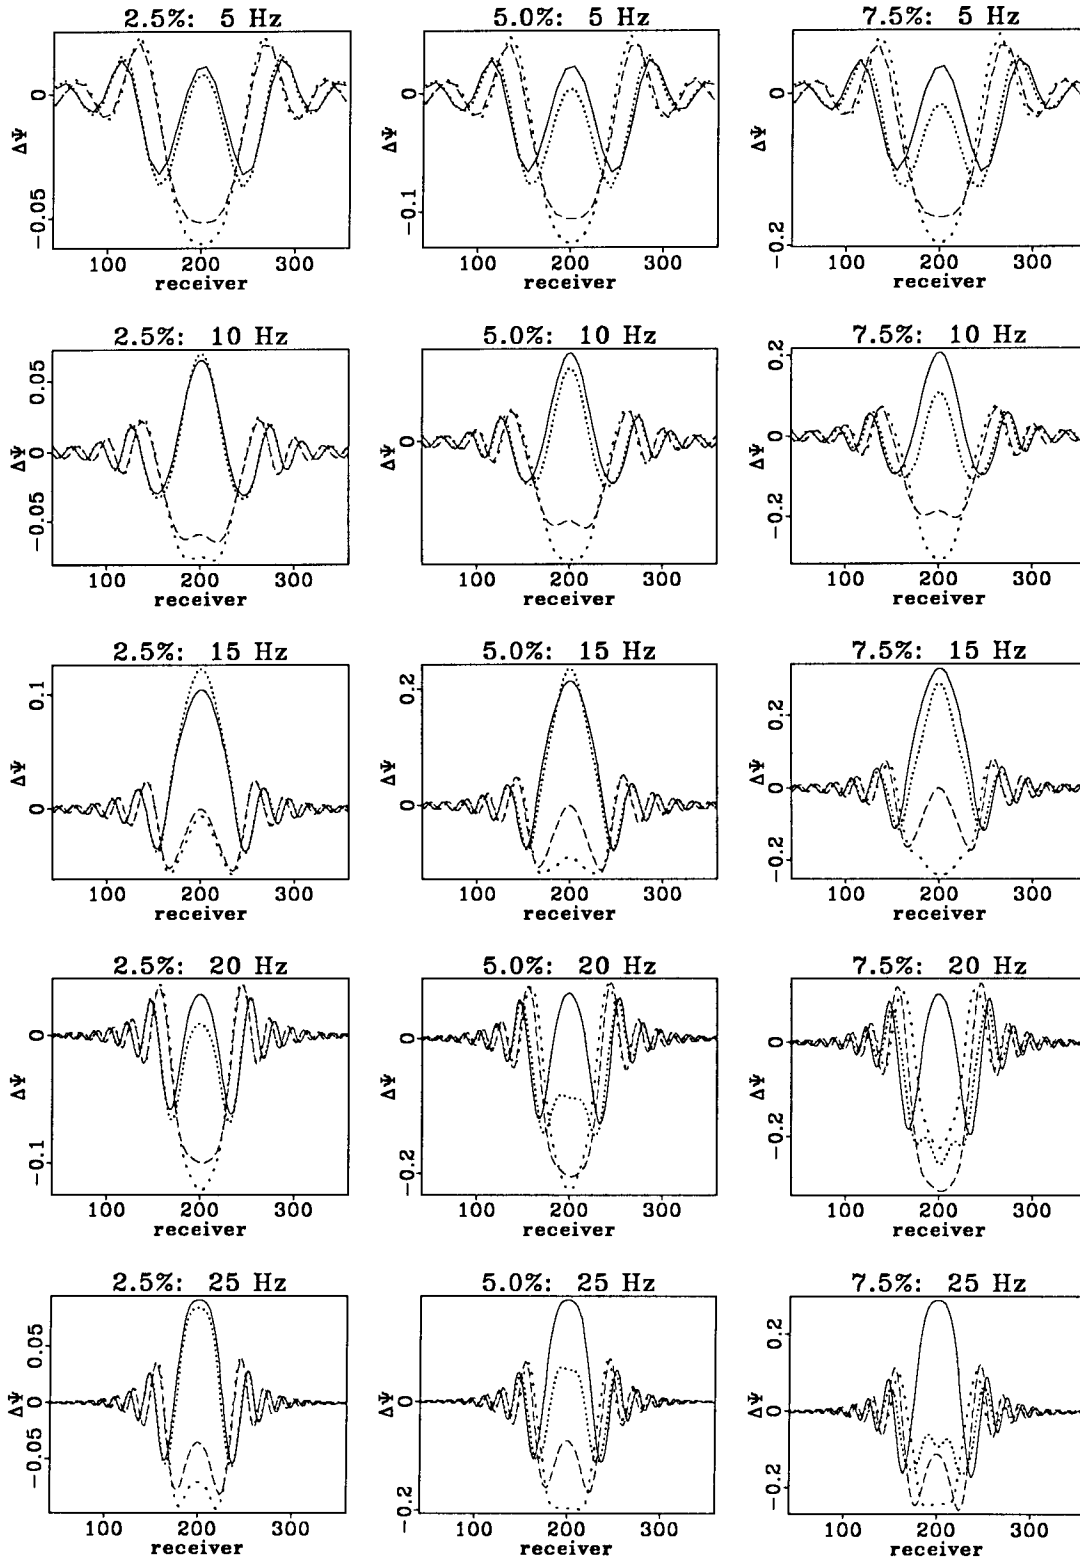 2.5%: 5 Hz
5.0%: 5 Hz
7.5%: 5 Hz
ΔΨ
0
−0.05
100 200 300
receiver
ΔΨ
0
−0.1
100 200 300
receiver
ΔΨ
0
−0.2
100 200 300
receiver
2.5%: 10 Hz
5.0%: 10 Hz
7.5%: 10 Hz
ΔΨ
0.05
0
−0.05
100 200 300
receiver
ΔΨ
0
100 200 300
receiver
ΔΨ
0.2
0
−0.2
100 200 300
receiver
2.5%: 15 Hz
5.0%: 15 Hz
7.5%: 15 Hz
ΔΨ
0.1
0
100 200 300
receiver
ΔΨ
0.2
0
100 200 300
receiver
ΔΨ
0.2
0
−0.2
100 200 300
receiver
2.5%: 20 Hz
5.0%: 20 Hz
7.5%: 20 Hz
ΔΨ
0
−0.1
100 200 300
receiver
ΔΨ
0
−0.2
100 200 300
receiver
ΔΨ
0
−0.2
100 200 300
receiver
2.5%: 25 Hz
5.0%: 25 Hz
7.5%: 25 Hz
ΔΨ
0.05
0
−0.05
100 200 300
receiver
ΔΨ
0
−0.2
100 200 300
receiver
ΔΨ
0.2
0
−0.2
100 200 300
receiver